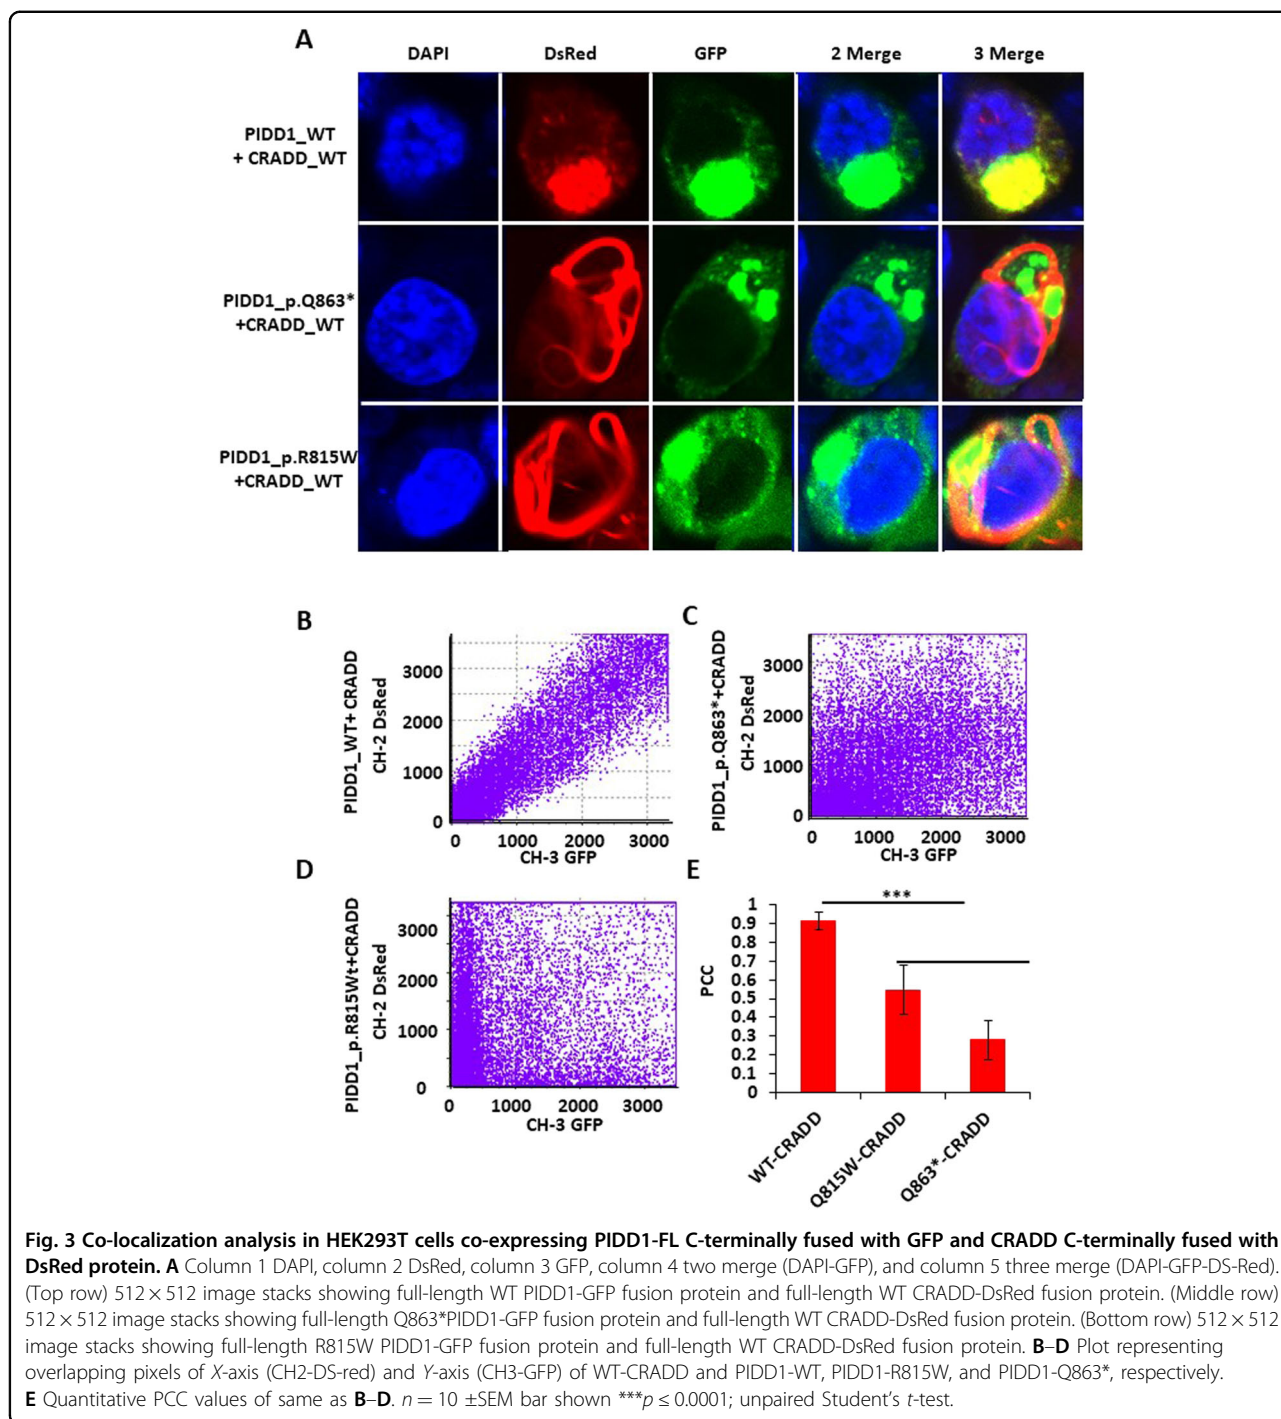 A
DAPI DsRed GFP 2 Merge 3 Merge
PIDD1_WT
+ CRADD_WT
PIDD1_p.Q863*
+CRADD_WT
PIDD1_p.R815W
+CRADD_WT
B
PIDD1_WT+ CRADD
CH-2 DsRed
3000
2000
1000
0
0 1000 2000 3000
CH-3 GFP
C
PIDD1_p.Q863*+CRADD
CH-2 DsRed
3000
2000
1000
0
0 1000 2000 3000
CH-3 GFP
D
PIDD1_p.R815Wt+CRADD
CH-2 DsRed
3000
2000
1000
0
0 1000 2000 3000
CH-3 GFP
E
***
PCC
1
0.9
0.8
0.7
0.6
0.5
0.4
0.3
0.2
0.1
0
WT-CRADD
Q815W-CRADD
Q863*-CRADD
Fig. 3 Co-localization analysis in HEK293T cells co-expressing PIDD1-FL C-terminally fused with GFP and CRADD C-terminally fused with
DsRed protein. A Column 1 DAPI, column 2 DsRed, column 3 GFP, column 4 two merge (DAPI-GFP), and column 5 three merge (DAPI-GFP-DS-Red).
(Top row) 512 × 512 image stacks showing full-length WT PIDD1-GFP fusion protein and full-length WT CRADD-DsRed fusion protein. (Middle row)
512 × 512 image stacks showing full-length Q863*PIDD1-GFP fusion protein and full-length WT CRADD-DsRed fusion protein. (Bottom row) 512 × 512
image stacks showing full-length R815W PIDD1-GFP fusion protein and full-length WT CRADD-DsRed fusion protein. B–D Plot representing
overlapping pixels of X-axis (CH2-DS-red) and Y-axis (CH3-GFP) of WT-CRADD and PIDD1-WT, PIDD1-R815W, and PIDD1-Q863*, respectively.
E Quantitative PCC values of same as B–D. n = 10 ±SEM bar shown ***p ≤ 0.0001; unpaired Student's t-test.